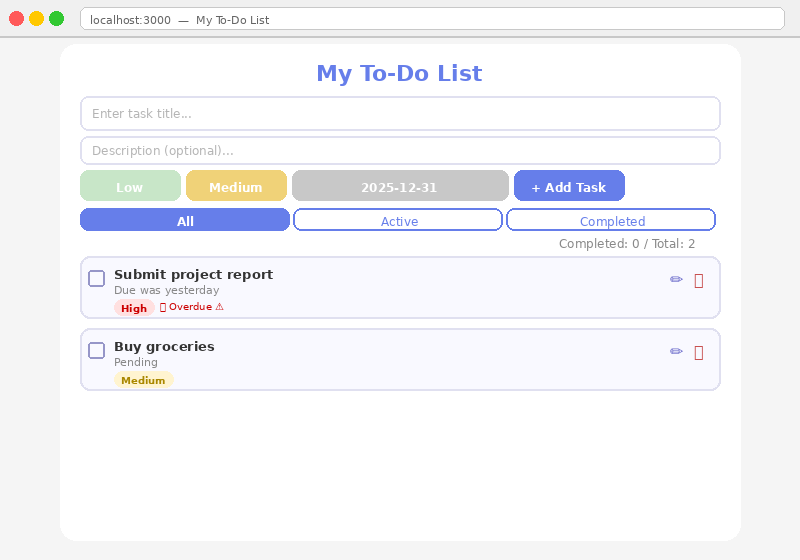 localhost:3000 — My To-Do List
My To-Do List
Enter task title...
Description (optional)...
Low Medium 2025-12-31 + Add Task
All Active Completed
Completed: 0 / Total: 2
Submit project report
Due was yesterday
High Overdue ⚠
Buy groceries
Pending
Medium